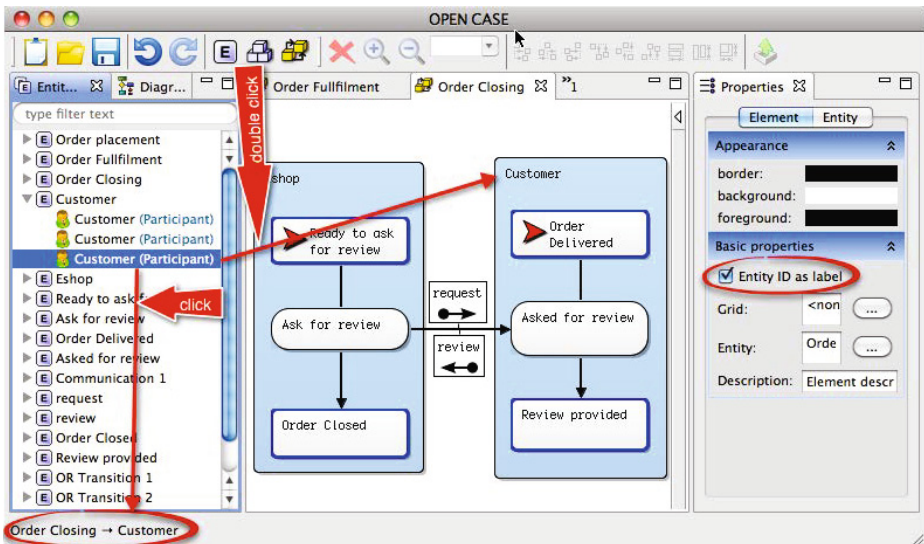 OPEN CASE
E
Entit...
Diagr...
Order Fullfilment
Order Closing
»1
Properties
type filter text
E Order placement
E Order Fullfilment
E Order Closing
E Customer
Customer (Participant)
Customer (Participant)
Customer (Participant)
E Eshop
E Ready to ask f
E Ask for review
E Order Delivered
E Asked for review
E Communication 1
E request
E review
E Order Closed
E Review provided
E OR Transition 1
E OR Transition 2
Order Closing → Customer
double click
click
shop
Ready to ask
for review
Ask for review
Order Closed
request
review
Customer
Order
Delivered
Asked for review
Review provided
Element
Entity
Appearance
border:
background:
foreground:
Basic properties
Entity ID as label
Grid:
<non
...
Entity:
Orde
...
Description:
Element descr